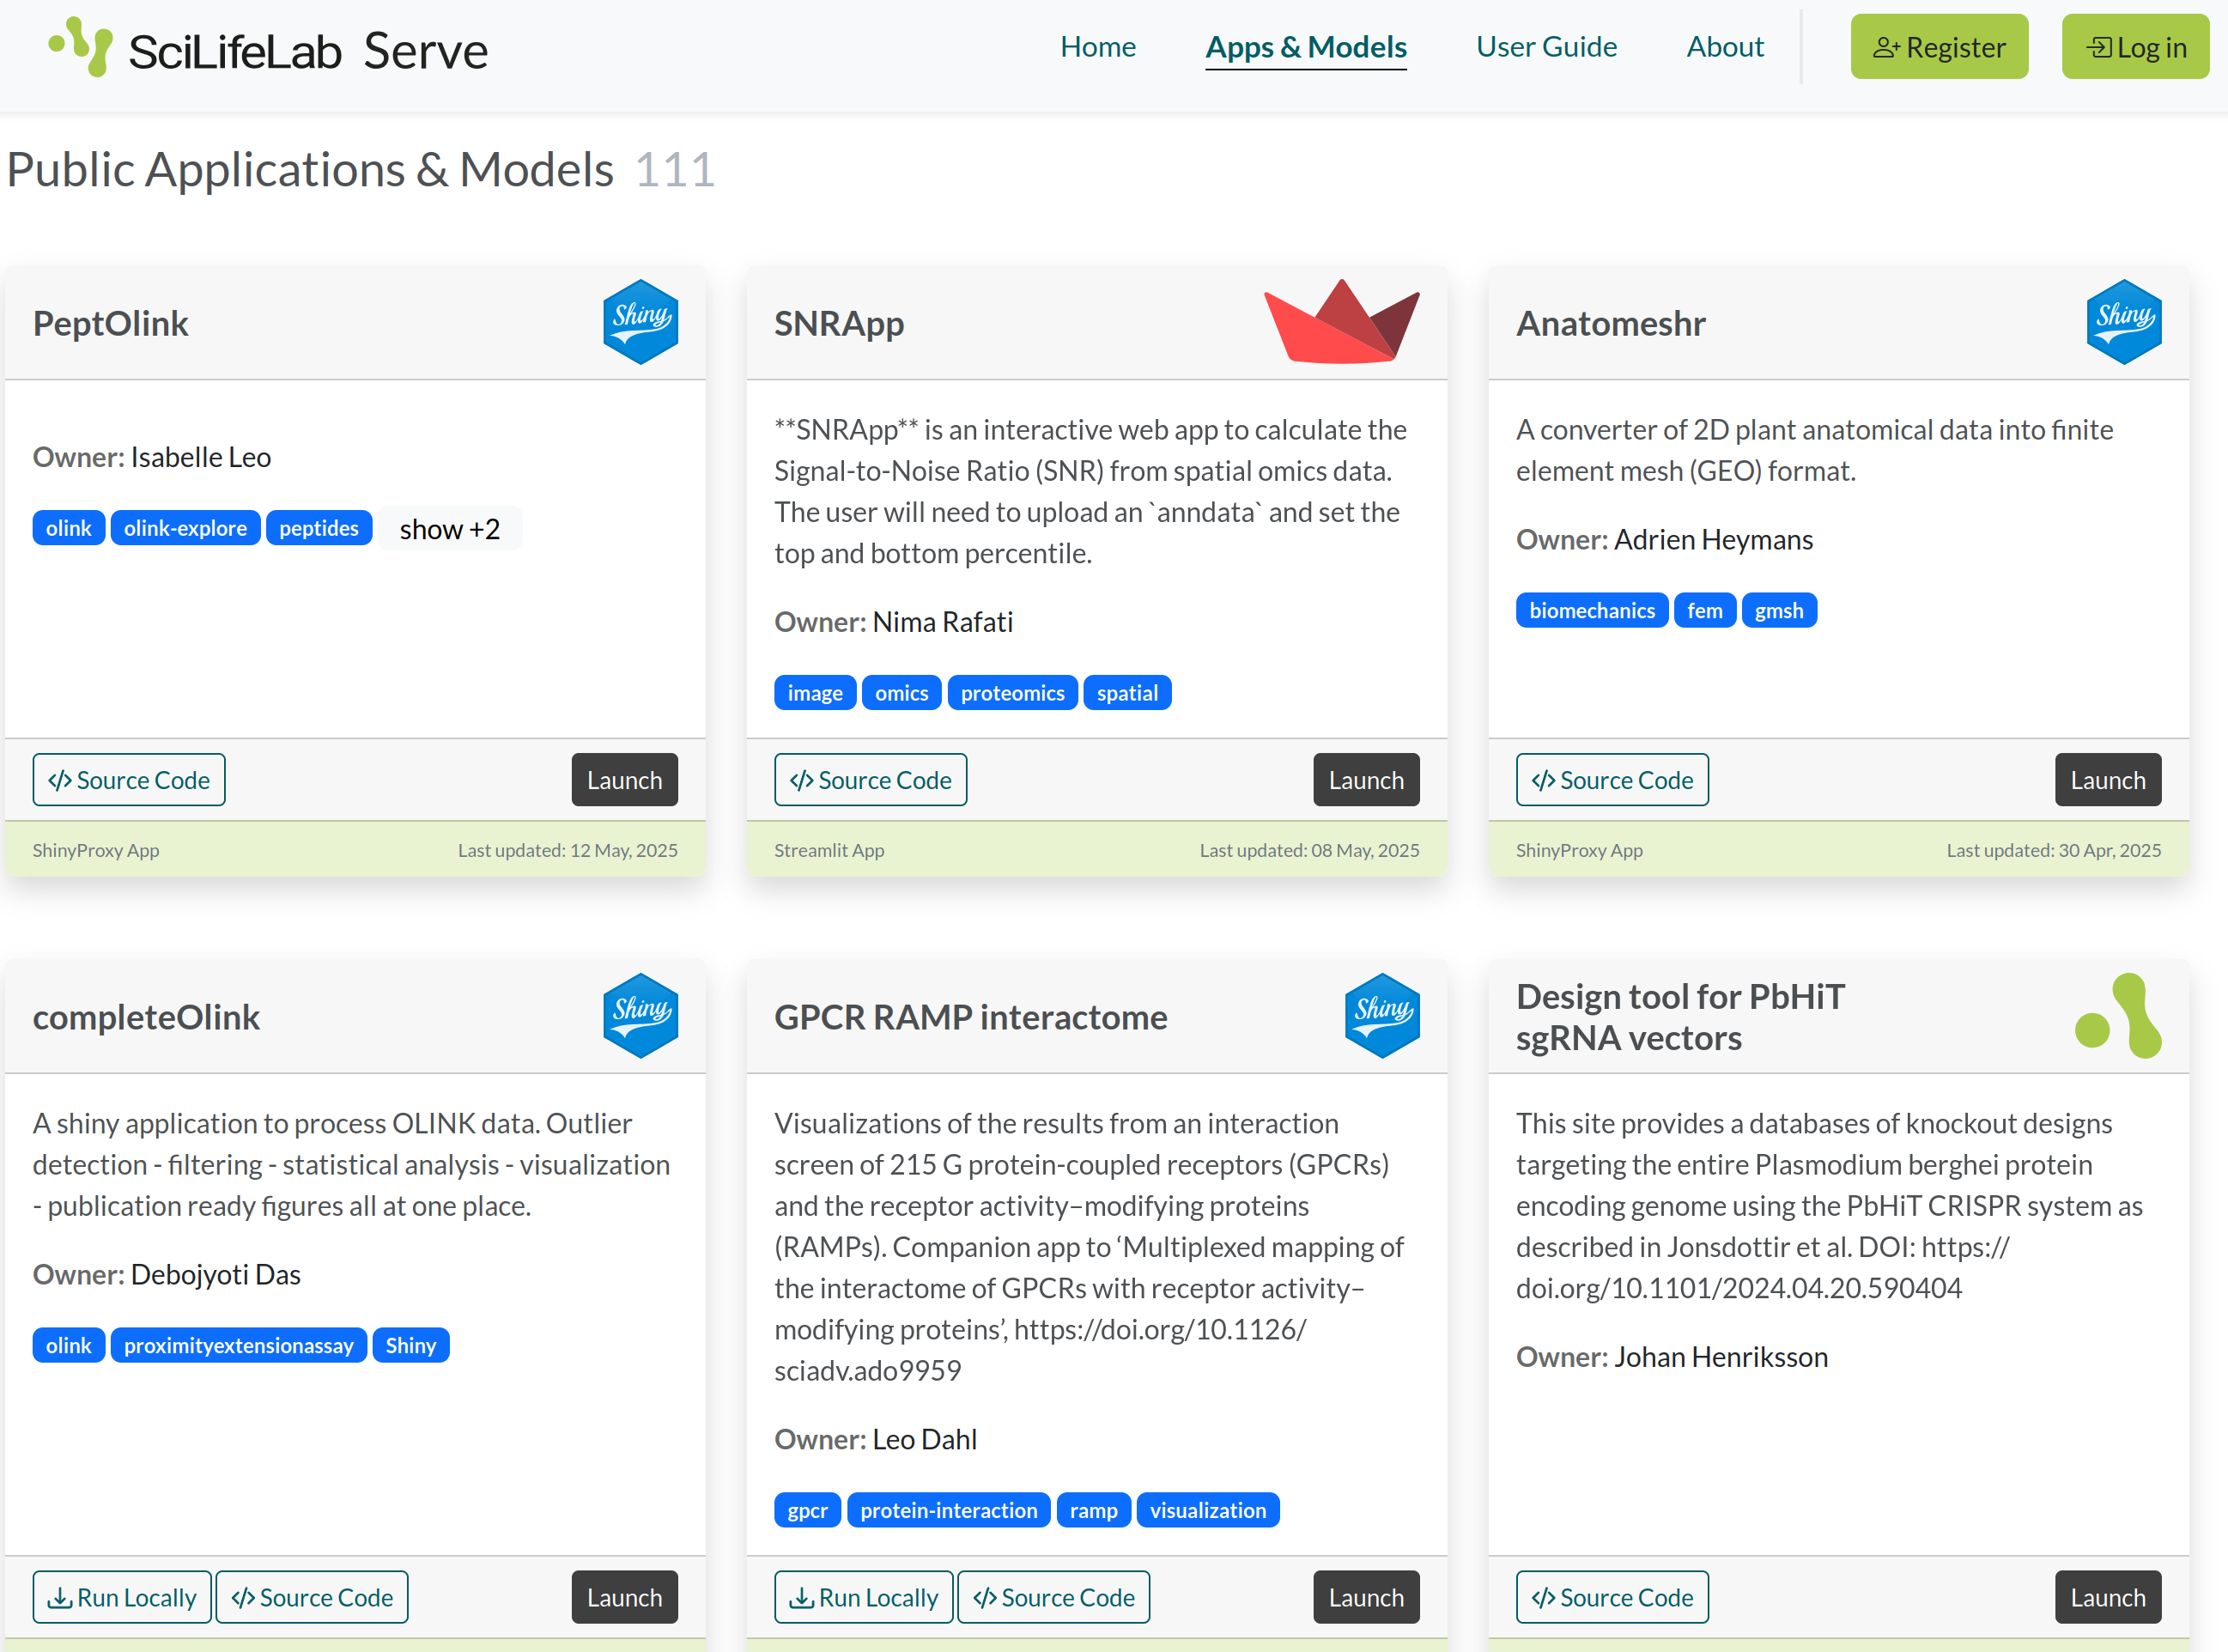 SciLifeLab Serve
Home Apps & Models User Guide About Register Log in
Public Applications & Models 111
PeptOlink
Shiny
Owner: Isabelle Leo
olink olink-explore peptides show +2
</> Source Code Launch
ShinyProxy App Last updated: 12 May, 2025
SNRApp
**SNRApp** is an interactive web app to calculate the
Signal-to-Noise Ratio (SNR) from spatial omics data.
The user will need to upload an `anndata` and set the
top and bottom percentile.
Owner: Nima Rafati
image omics proteomics spatial
</> Source Code Launch
Streamlit App Last updated: 08 May, 2025
Anatomeshr
Shiny
A converter of 2D plant anatomical data into finite
element mesh (GEO) format.
Owner: Adrien Heymans
biomechanics fem gmsh
</> Source Code Launch
ShinyProxy App Last updated: 30 Apr, 2025
completeOlink
Shiny
A shiny application to process OLINK data. Outlier
detection - filtering - statistical analysis - visualization
- publication ready figures all at one place.
Owner: Debojyoti Das
olink proximityextensionassay Shiny
Run Locally </> Source Code Launch
GPCR RAMP interactome
Shiny
Visualizations of the results from an interaction
screen of 215 G protein-coupled receptors (GPCRs)
and the receptor activity–modifying proteins
(RAMPs). Companion app to ‘Multiplexed mapping of
the interactome of GPCRs with receptor activity–
modifying proteins’, https://doi.org/10.1126/
sciadv.ado9959
Owner: Leo Dahl
gpcr protein-interaction ramp visualization
Run Locally </> Source Code Launch
Design tool for PbHiT
sgRNA vectors
This site provides a databases of knockout designs
targeting the entire Plasmodium berghei protein
encoding genome using the PbHiT CRISPR system as
described in Jonsdottir et al. DOI: https://
doi.org/10.1101/2024.04.20.590404
Owner: Johan Henriksson
</> Source Code Launch